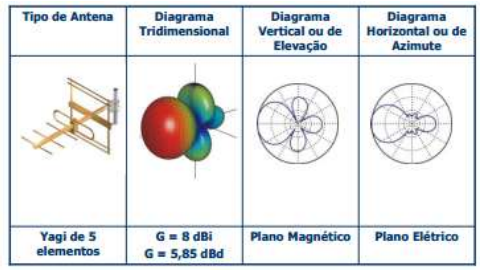 Tipo de Antena
Diagrama
Tridimensional
Diagrama
Vertical ou de
Elevação
Diagrama
Horizontal ou de
Azimute
Yagi de 5
elementos
G = 8 dBi
G = 5,85 dBd
Plano Magnético
Plano Elétrico